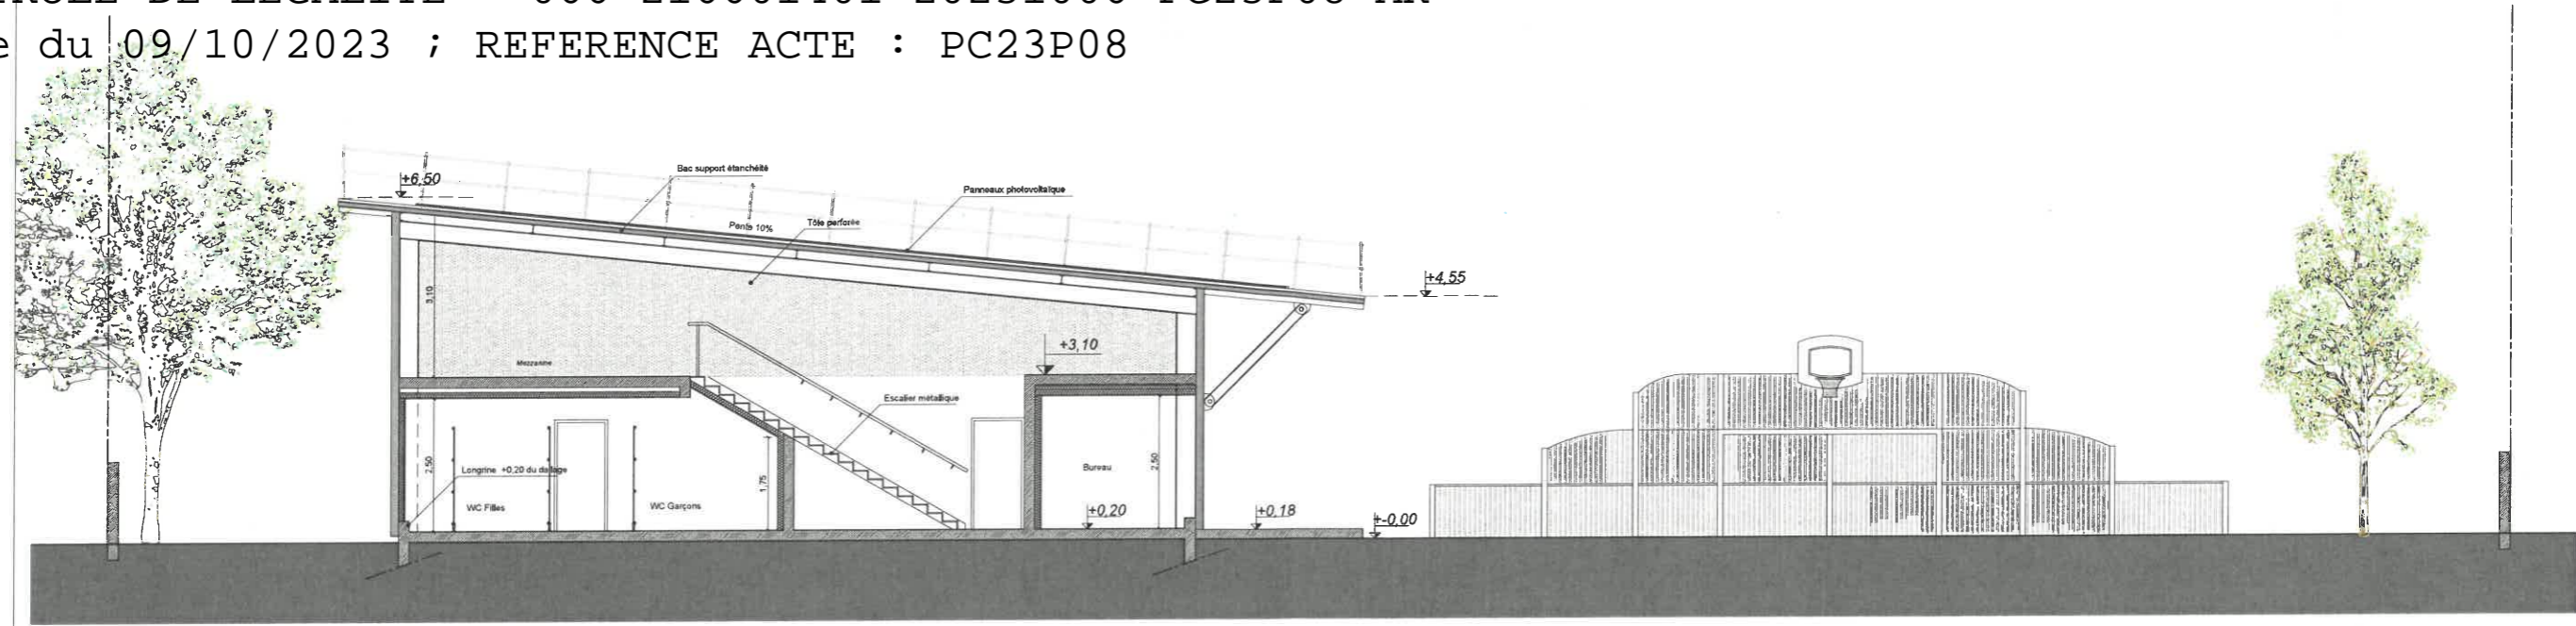 DE
e du 09/10/2023 ; REFERENCE ACTE : PC23P08
Bac support étanchéité
+6,50
Panneaux photovoltaïque
Tôle perforée
Pente 10%
+4,55
3,10
+3,10
Mezzanine
Escalier métallique
Longrine +0,20 du dallage
2,50
1,75
Bureau
2,50
WC Filles
WC Garçons
+0,20
+0,18
+-0,00